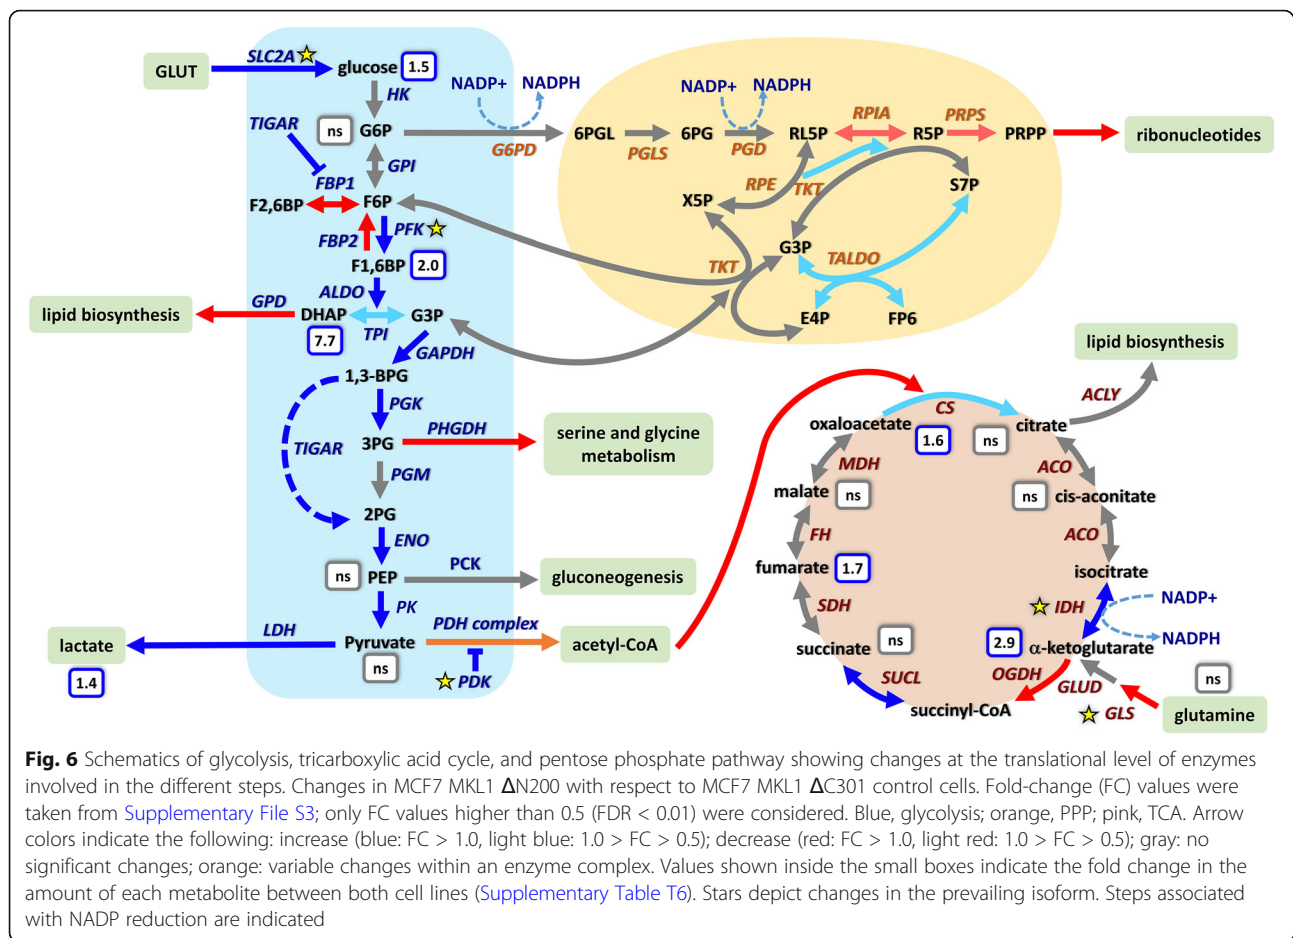 SLC2A
GLUT
glucose
1.5
HK
NADP+
NADPH
NADP+
NADPH
TIGAR
ns
G6P
G6PD
6PGL
PGLS
6PG
PGD
RL5P
RPIA
R5P
PRPS
PRPP
ribonucleotides
GPI
FBP1
F2,6BP
F6P
FBP2
PFK
RPE
TKT
X5P
S7P
G3P
TALDO
TKT
E4P
FP6
F1,6BP
2.0
ALDO
GPD
lipid biosynthesis
DHAP
7.7
TPI
G3P
GAPDH
1,3-BPG
PGK
TIGAR
3PG
PHGDH
serine and glycine
metabolism
PGM
2PG
ENO
ns
PEP
PCK
gluconeogenesis
PK
LDH
lactate
1.4
Pyruvate
ns
PDH complex
PDK
acetyl-CoA
lipid biosynthesis
ACLY
CS
oxaloacetate
1.6
ns
citrate
MDH
ACO
malate
ns
ns
cis-aconitate
FH
ACO
fumarate
1.7
isocitrate
SDH
IDH
NADP+
NADPH
succinate
ns
2.9
α-ketoglutarate
SUCL
OGDH
GLUD
ns
succinyl-CoA
GLS
glutamine
Fig. 6 Schematics of glycolysis, tricarboxylic acid cycle, and pentose phosphate pathway showing changes at the translational level of enzymes
involved in the different steps. Changes in MCF7 MKL1 ΔN200 with respect to MCF7 MKL1 ΔC301 control cells. Fold-change (FC) values were
taken from Supplementary File S3; only FC values higher than 0.5 (FDR < 0.01) were considered. Blue, glycolysis; orange, PPP; pink, TCA. Arrow
colors indicate the following: increase (blue: FC > 1.0, light blue: 1.0 > FC > 0.5); decrease (red: FC > 1.0, light red: 1.0 > FC > 0.5); gray: no
significant changes; orange: variable changes within an enzyme complex. Values shown inside the small boxes indicate the fold change in the
amount of each metabolite between both cell lines (Supplementary Table T6). Stars depict changes in the prevailing isoform. Steps associated
with NADP reduction are indicated